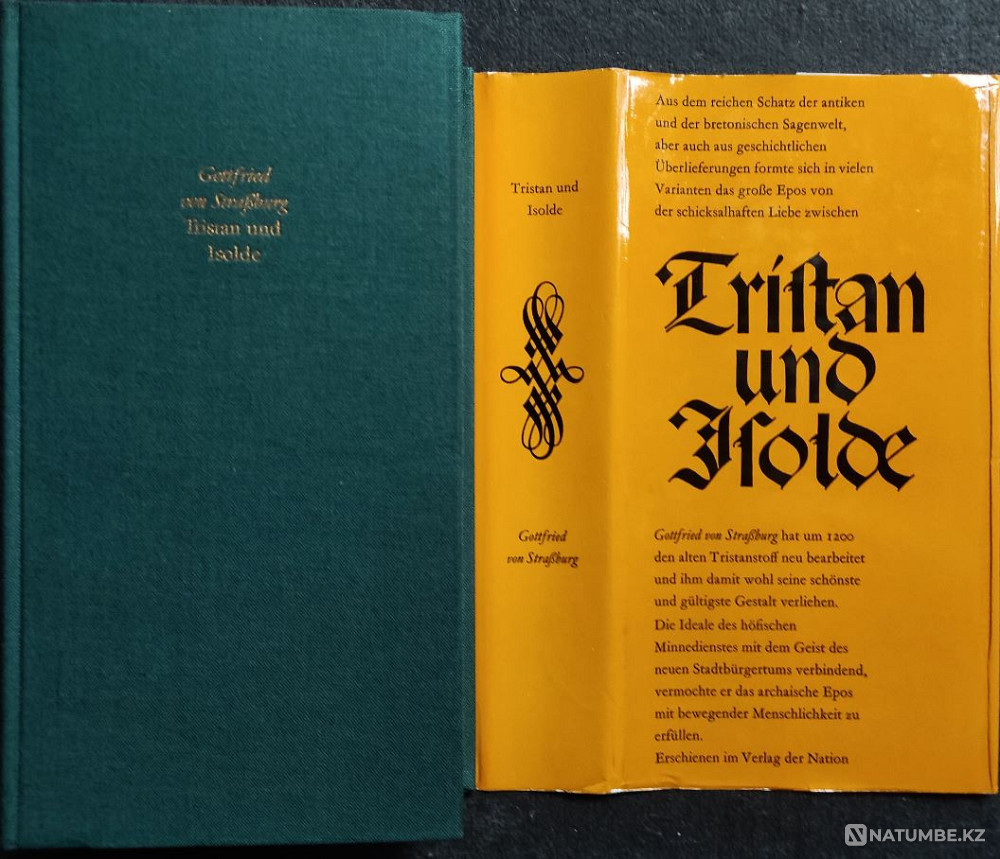 Gottfried
von Straßburg
Tristan und
Isolde
Tristan und
Isolde
Gottfried
von Straßburg
Aus dem reichen Schatz der antiken
und der bretonischen Sagenwelt,
aber auch aus geschichtlichen
Überlieferungen formte sich in vielen
Varianten das große Epos von
der schicksalhaften Liebe zwischen
Triſtan
und
Iſolde
Gottfried von Straßburg hat um 1200
den alten Tristanstoff neu bearbeitet
und ihm damit wohl seine schönste
und gültigste Gestalt verliehen.
Die Ideale des höfischen
Minnedienstes mit dem Geist des
neuen Stadtbürgertums verbindend,
vermochte er das archaische Epos
mit bewegender Menschlichkeit zu
erfüllen.
Erschienen im Verlag der Nation
NATUMBE.KZ